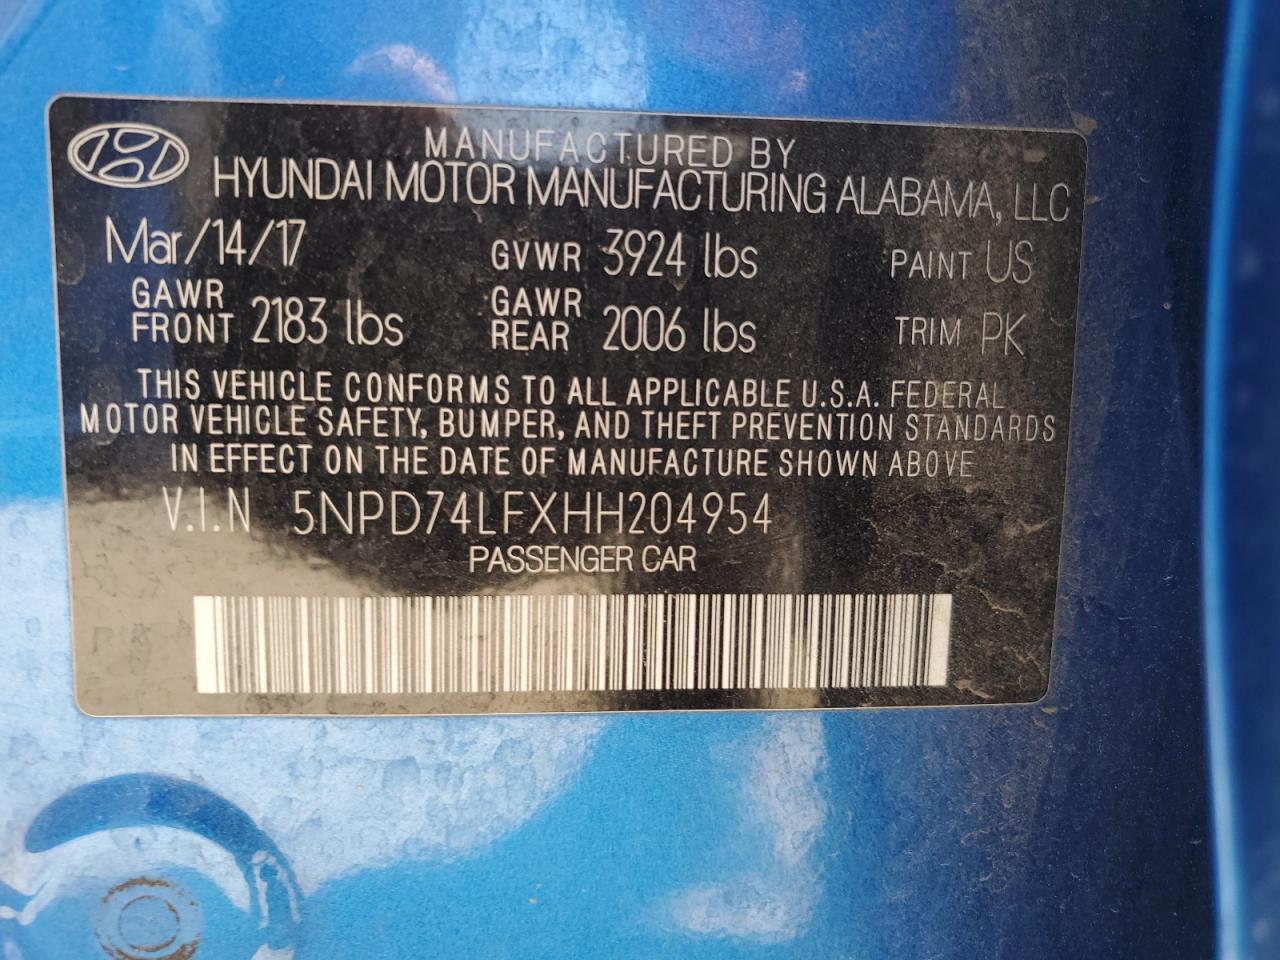 MANUFACTURED BY
HYUNDAI MOTOR MANUFACTURING ALABAMA, LLC
Mar/14/17 GVWR 3924 lbs PAINT US
GAWR FRONT 2183 lbs GAWR REAR 2006 lbs TRIM PK
THIS VEHICLE CONFORMS TO ALL APPLICABLE U.S.A. FEDERAL
MOTOR VEHICLE SAFETY, BUMPER, AND THEFT PREVENTION STANDARDS
IN EFFECT ON THE DATE OF MANUFACTURE SHOWN ABOVE
V.I.N 5NPD74LFXHH204954
PASSENGER CAR